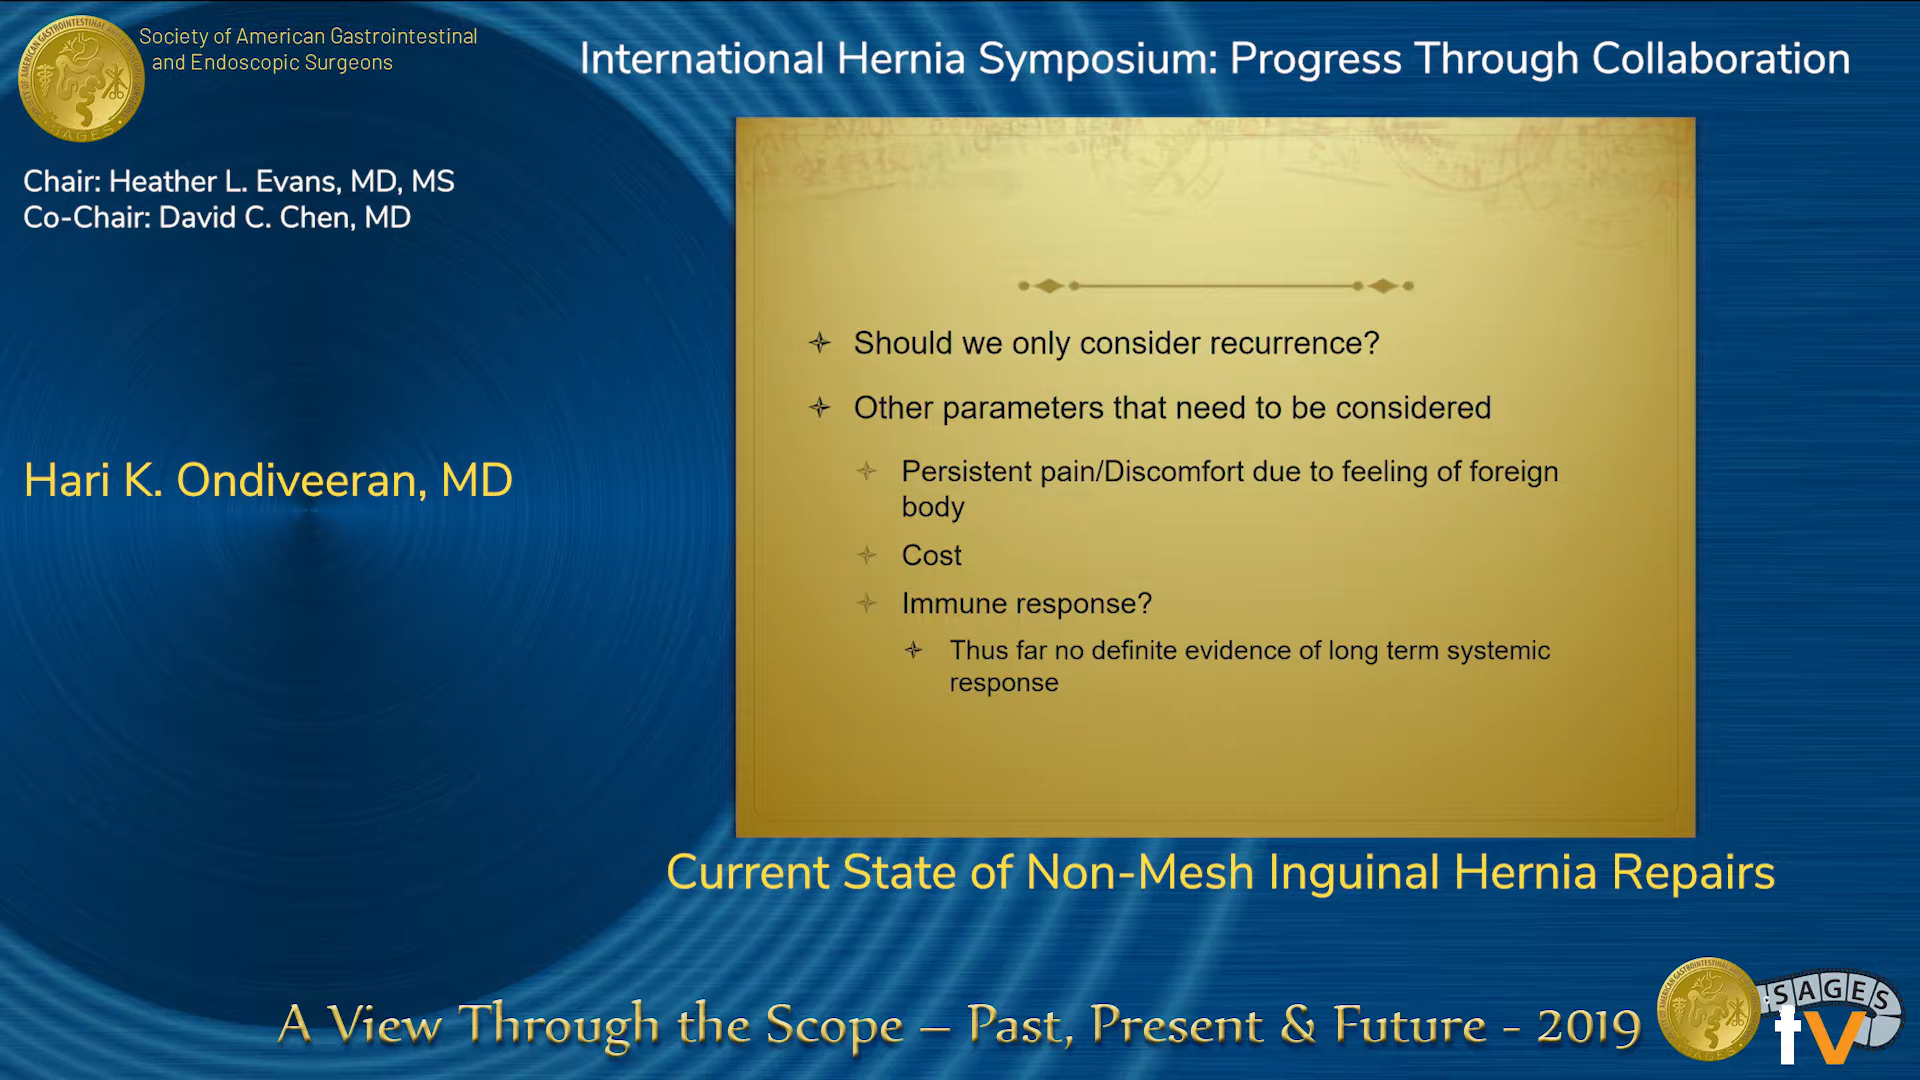 Society of American Gastrointestinal
and Endoscopic Surgeons
International Hernia Symposium: Progress Through Collaboration
Chair: Heather L. Evans, MD, MS
Co-Chair: David C. Chen, MD
Hari K. Ondiveeran, MD
Should we only consider recurrence?
Other parameters that need to be considered
Persistent pain/Discomfort due to feeling of foreign
body
Cost
Immune response?
Thus far no definite evidence of long term systemic
response
Current State of Non-Mesh Inguinal Hernia Repairs
A View Through the Scope – Past, Present & Future - 2019
SAGES
tv